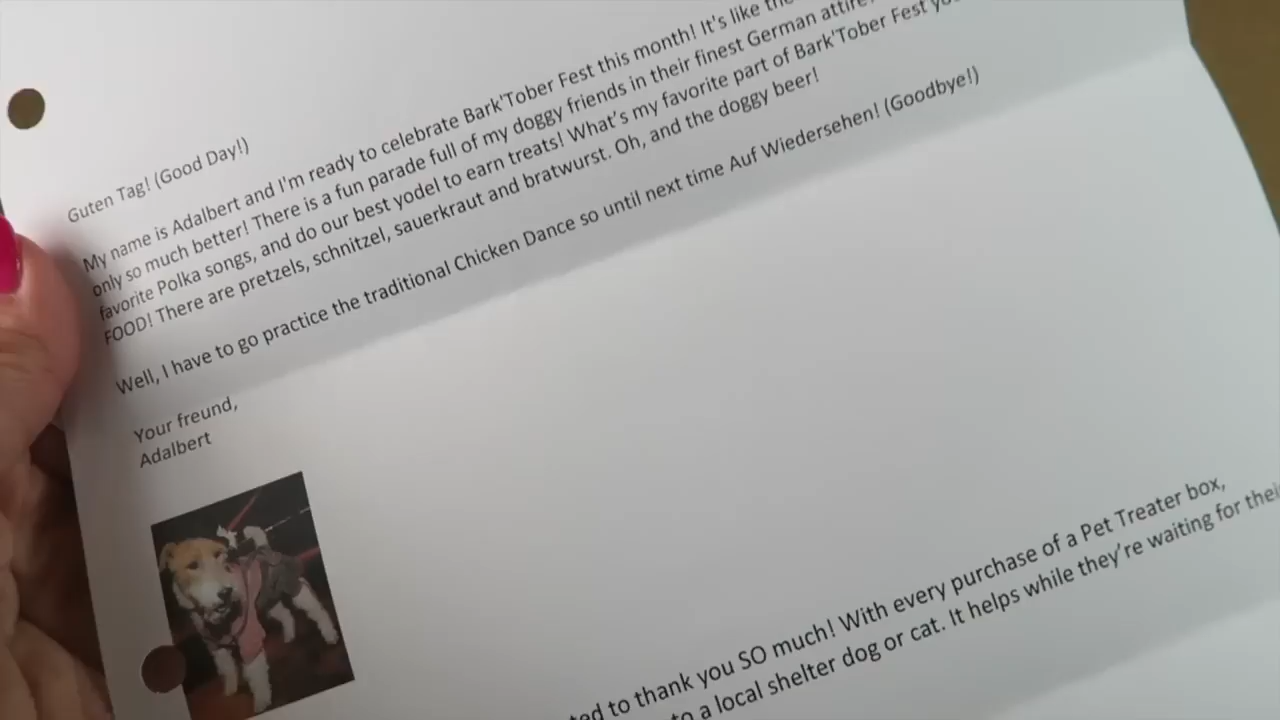 Guten Tag! (Good Day!)
My name is Adalbert and I'm ready to celebrate Bark'Tober Fest this month! It's like
only so much better! There is a fun parade full of my doggy friends in their finest German attire
favorite Polka songs, and do our best yodel to earn treats! What's my favorite part of Bark'Tober Fest
FOOD! There are pretzels, schnitzel, sauerkraut and bratwurst. Oh, and the doggy beer!
Well, I have to go practice the traditional Chicken Dance so until next time Auf Wiedersehen! (Goodbye!)
Your freund,
Adalbert
to thank you SO much! With every purchase of a Pet Treater box,
to a local shelter dog or cat. It helps while they're waiting for their